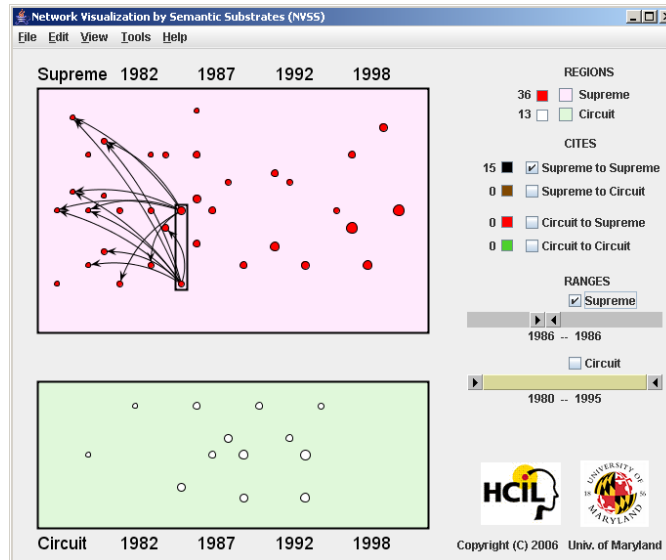 Network Visualization by Semantic Substrates (NVSS)
File Edit View Tools Help
Supreme 1982 1987 1992 1998
REGIONS
36 Supreme
13 Circuit
CITES
15 Supreme to Supreme
0 Supreme to Circuit
0 Circuit to Supreme
0 Circuit to Circuit
RANGES
Supreme
1986 -- 1986
Circuit
1980 -- 1995
Circuit 1982 1987 1992 1998
HCIL
UNIVERSITY OF
18 56
MARYLAND
Copyright (C) 2006 Univ. of Maryland